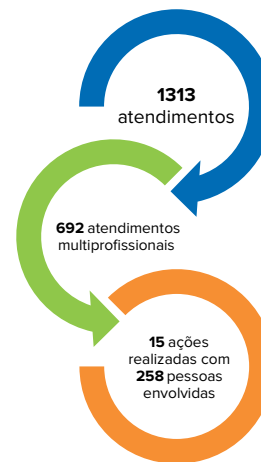 1313
atendimentos
692 atendimentos
multiprofissionais
15 ações
realizadas com
258 pessoas
envolvidas